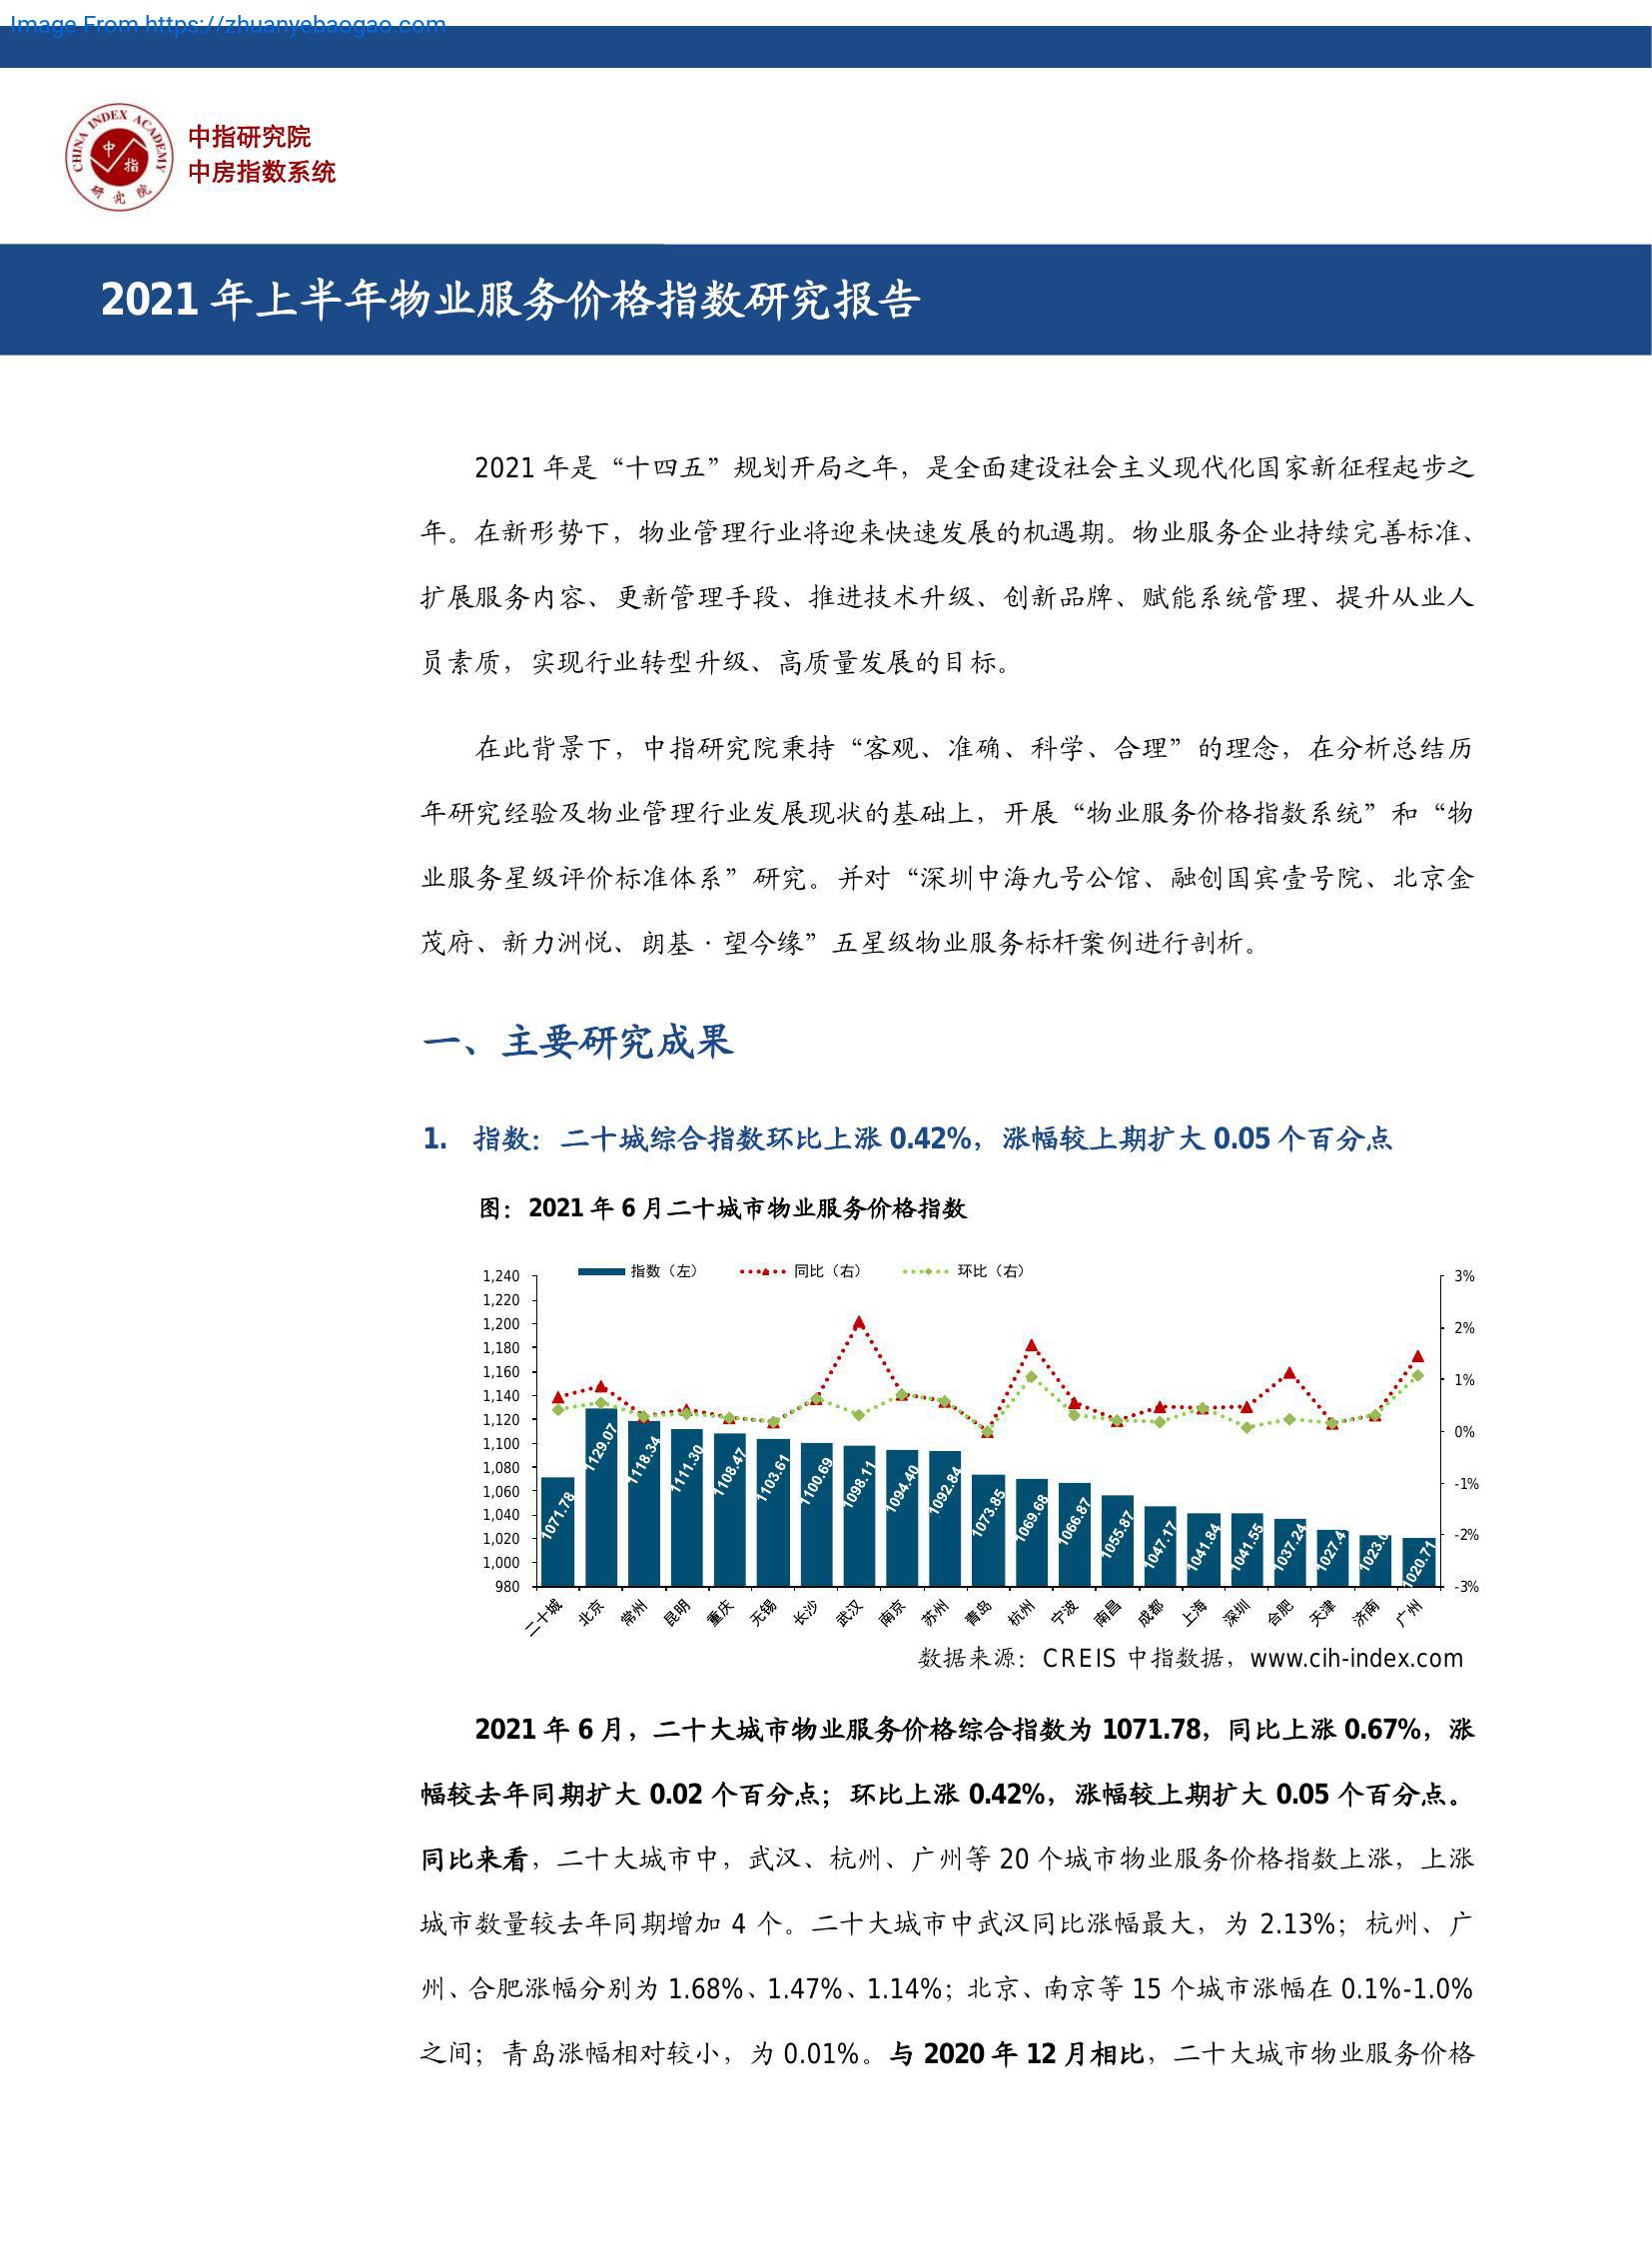 Image From https://zhuanyebaogao.com
CHINA INDEX ACADEMY
中指
研究院
中指研究院
中房指数系统
2021 年上半年物业服务价格指数研究报告
2021 年是“十四五”规划开局之年，是全面建设社会主义现代化国家新征程起步之
年。在新形势下，物业管理行业将迎来快速发展的机遇期。物业服务企业持续完善标准、
扩展服务内容、更新管理手段、推进技术升级、创新品牌、赋能系统管理、提升从业人
员素质，实现行业转型升级、高质量发展的目标。
在此背景下，中指研究院秉持“客观、准确、科学、合理”的理念，在分析总结历
年研究经验及物业管理行业发展现状的基础上，开展“物业服务价格指数系统”和“物
业服务星级评价标准体系”研究。并对“深圳中海九号公馆、融创国宾壹号院、北京金
茂府、新力洲悦、朗基·望今缘”五星级物业服务标杆案例进行剖析。
一、主要研究成果
1. 指数：二十城综合指数环比上涨 0.42%，涨幅较上期扩大 0.05 个百分点
图：2021 年 6 月二十城市物业服务价格指数
指数（左） 同比（右） 环比（右）
1,240
1,220
1,200
1,180
1,160
1,140
1,120
1,100
1,080
1,060
1,040
1,020
1,000
980
3%
2%
1%
0%
-1%
-2%
-3%
1071.78 1129.07 1118.34 1111.30 1108.47 1103.61 1100.69 1098.11 1094.40 1092.84 1073.85 1069.68 1066.87 1055.87 1047.17 1041.84 1041.55 1037.24 1027.4 1023.0 1020.71
二十城 北京 常州 昆明 重庆 无锡 长沙 武汉 南京 苏州 青岛 杭州 宁波 南昌 成都 上海 深圳 合肥 天津 济南 广州
数据来源：CREIS 中指数据，www.cih-index.com
2021 年 6 月，二十大城市物业服务价格综合指数为 1071.78，同比上涨 0.67%，涨
幅较去年同期扩大 0.02 个百分点；环比上涨 0.42%，涨幅较上期扩大 0.05 个百分点。
同比来看，二十大城市中，武汉、杭州、广州等 20 个城市物业服务价格指数上涨，上涨
城市数量较去年同期增加 4 个。二十大城市中武汉同比涨幅最大，为 2.13%；杭州、广
州、合肥涨幅分别为 1.68%、1.47%、1.14%；北京、南京等 15 个城市涨幅在 0.1%-1.0%
之间；青岛涨幅相对较小，为 0.01%。与 2020 年 12 月相比，二十大城市物业服务价格